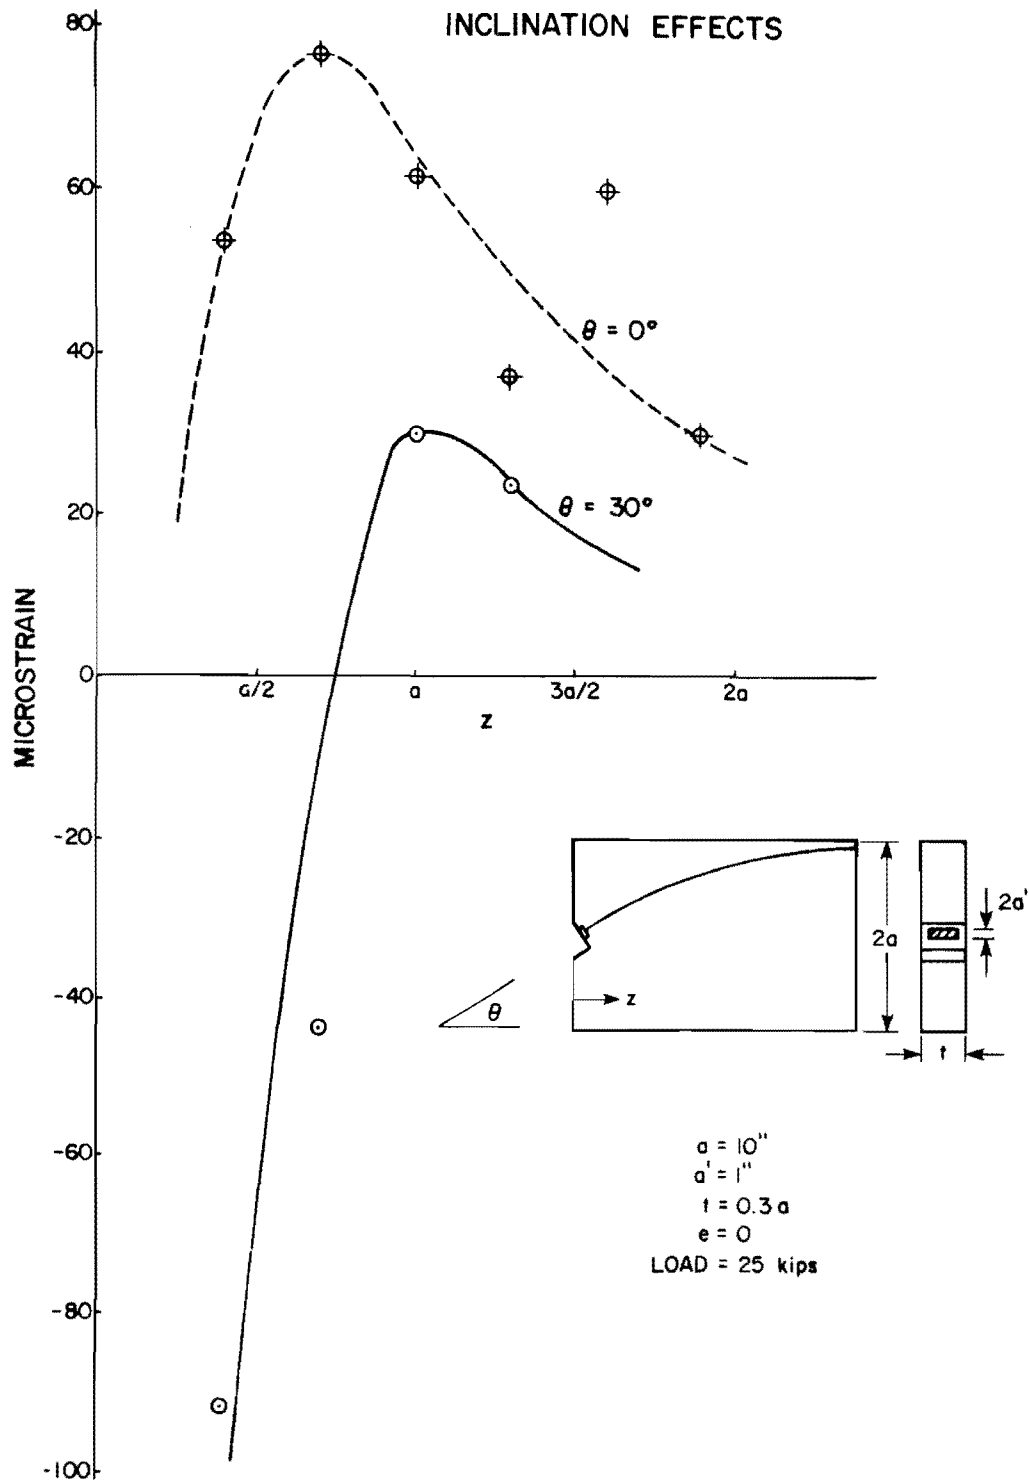 INCLINATION EFFECTS
80
60
40
20
0
-20
-40
-60
-80
-100
MICROSTRAIN
θ = 0°
θ = 30°
a/2
a
3a/2
2a
z
2a
2a'
z
θ
t
a = 10"
a' = 1"
t = 0.3 a
e = 0
LOAD = 25 kips